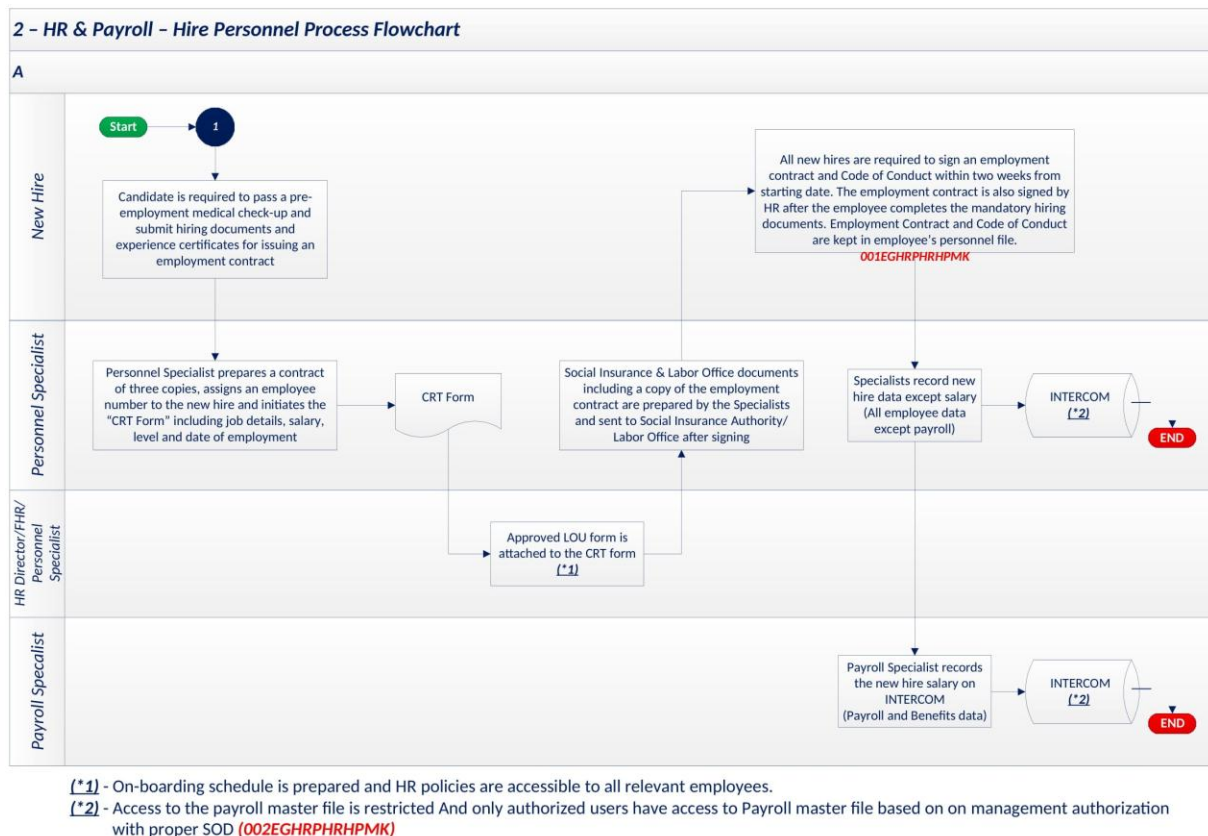 2 – HR & Payroll – Hire Personnel Process Flowchart
A
New Hire
Start
1
Candidate is required to pass a pre-
employment medical check-up and
submit hiring documents and
experience certificates for issuing an
employment contract
All new hires are required to sign an employment
contract and Code of Conduct within two weeks from
starting date. The employment contract is also signed by
HR after the employee completes the mandatory hiring
documents. Employment Contract and Code of Conduct
are kept in employee's personnel file.
001EGHRPHRHPMK
Personnel Specialist
Personnel Specialist prepares a contract
of three copies, assigns an employee
number to the new hire and initiates the
“CRT Form” including job details, salary,
level and date of employment
CRT Form
Social Insurance & Labor Office documents
including a copy of the employment
contract are prepared by the Specialists
and sent to Social Insurance Authority/
Labor Office after signing
Specialists record new
hire data except salary
(All employee data
except payroll)
INTERCOM
(*2)
END
HR Director/FHR/
Personnel
Specialist
Approved LOU form is
attached to the CRT form
(*1)
Payroll Specalist
Payroll Specialist records
the new hire salary on
INTERCOM
(Payroll and Benefits data)
INTERCOM
(*2)
END
(*1) - On-boarding schedule is prepared and HR policies are accessible to all relevant employees.
(*2) - Access to the payroll master file is restricted And only authorized users have access to Payroll master file based on on management authorization
with proper SOD (002EGHRPHRHPMK)